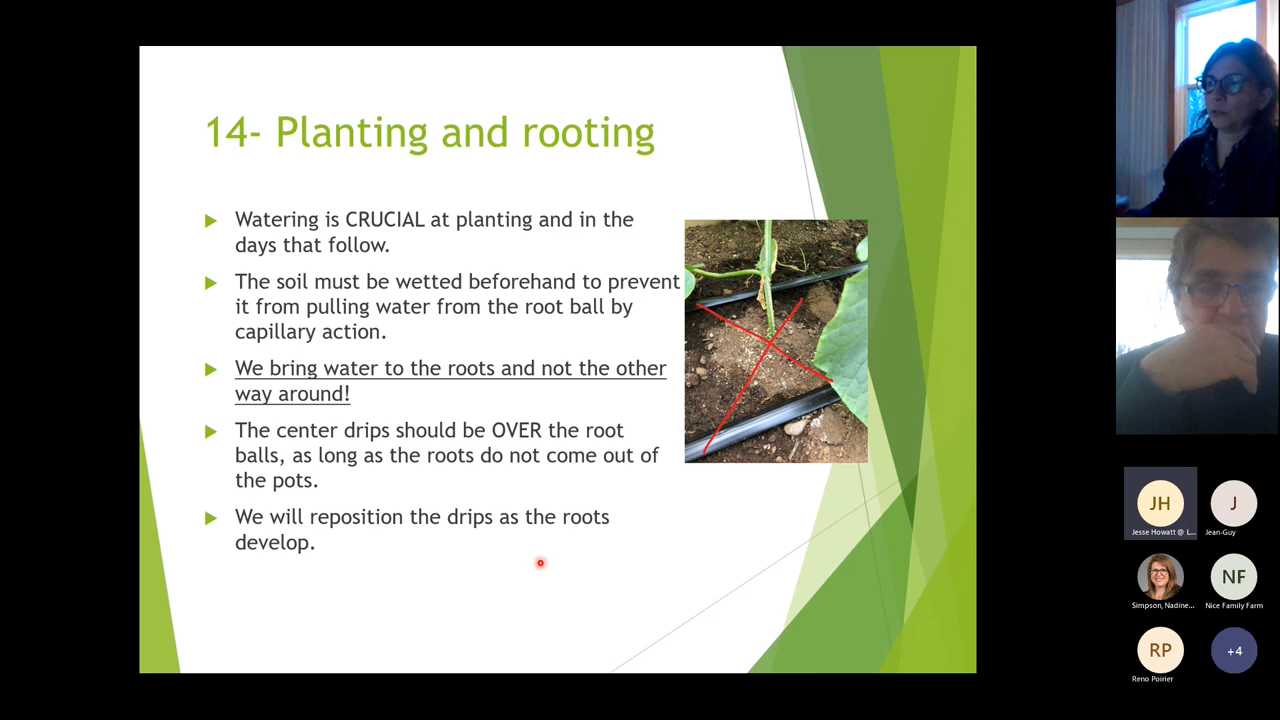 14- Planting and rooting
Watering is CRUCIAL at planting and in the
days that follow.
The soil must be wetted beforehand to prevent
it from pulling water from the root ball by
capillary action.
We bring water to the roots and not the other
way around!
The center drips should be OVER the root
balls, as long as the roots do not come out of
the pots.
We will reposition the drips as the roots
develop.
JH
J
Jesse Howatt @ L...
Jean-Guy
NF
Simpson, Nadine...
Nice Family Farm
RP
+4
Reno Poirier